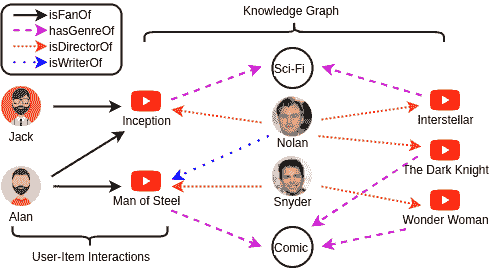 isFanOf
hasGenreOf
isDirectorOf
isWriterOf
Knowledge Graph
Sci-Fi
Jack
Inception
Nolan
Interstellar
The Dark Knight
Alan
Man of Steel
Snyder
Wonder Woman
User-Item Interactions
Comic